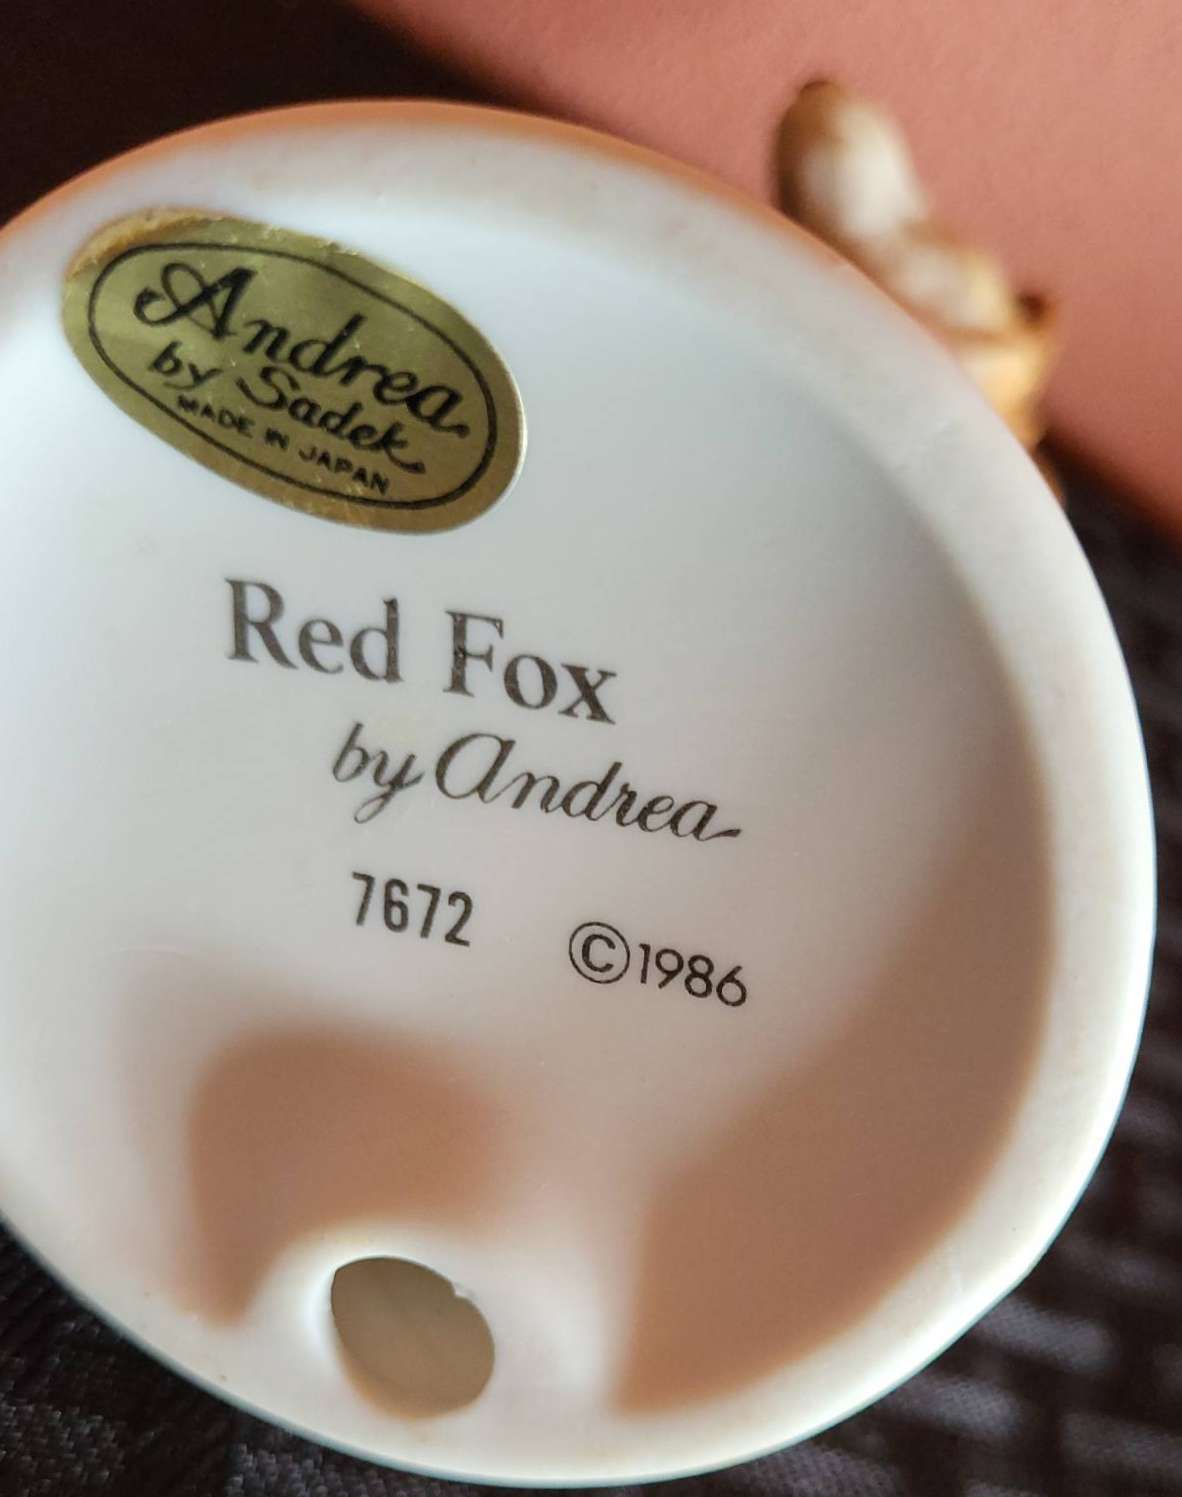 Andrea
by Sadek
MADE IN JAPAN
Red Fox
by Andrea
7672 ©1986